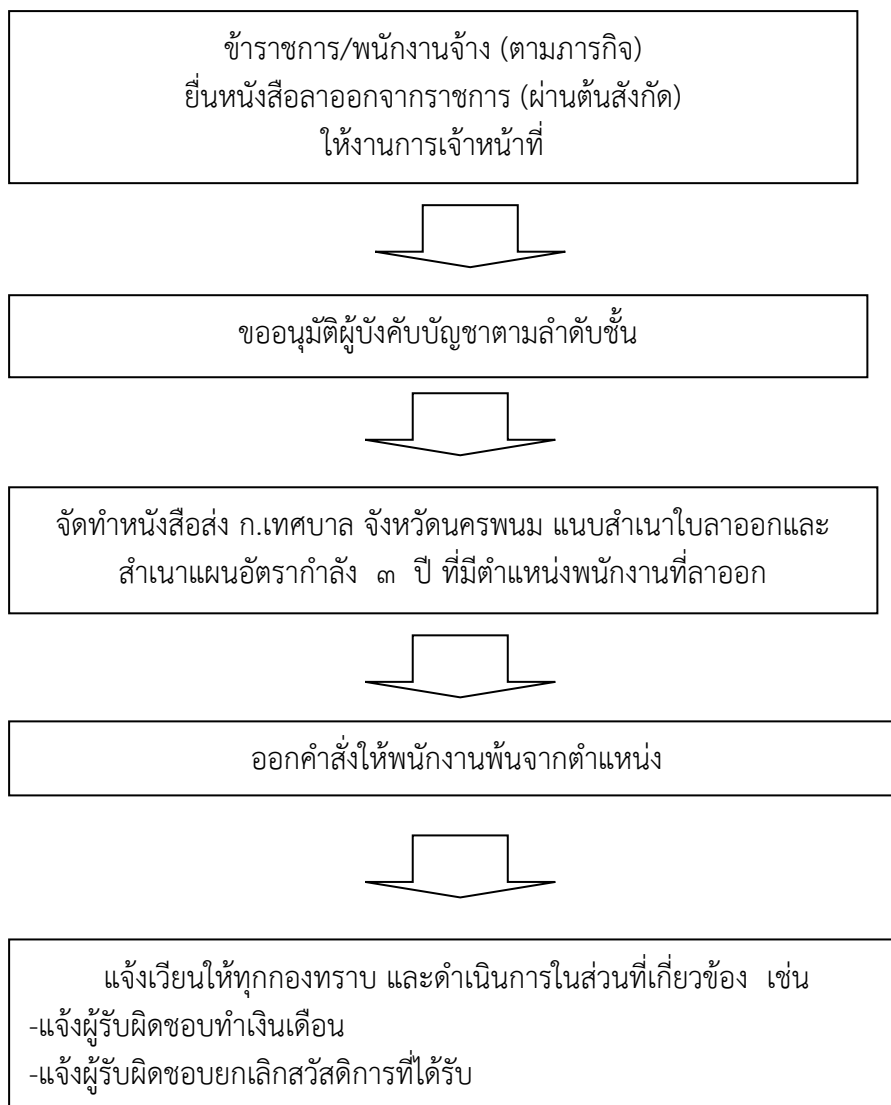 ข้าราชการ/พนักงานจ้าง (ตามภารกิจ)
ยื่นหนังสือลาออกจากราชการ (ผ่านต้นสังกัด)
ให้งานการเจ้าหน้าที่
ขออนุมัติผู้บังคับบัญชาตามลำดับชั้น
จัดทำหนังสือส่ง ก.เทศบาล จังหวัดนครพนม แนบสำเนาใบลาออกและ
สำเนาแผนอัตรากำลัง ๓ ปี ที่มีตำแหน่งพนักงานที่ลาออก
ออกคำสั่งให้พนักงานพ้นจากตำแหน่ง
แจ้งเวียนให้ทุกกองทราบ และดำเนินการในส่วนที่เกี่ยวข้อง เช่น
-แจ้งผู้รับผิดชอบทำเงินเดือน
-แจ้งผู้รับผิดชอบยกเลิกสวัสดิการที่ได้รับ